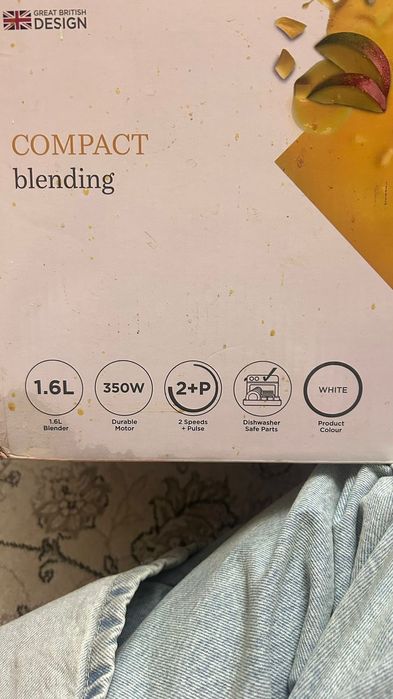 GREAT BRITISH
DESIGN
COMPACT
blending
1.6L
350W
2+P
WHITE
1.6L
Blender
Durable
Motor
2 Speeds
+ Pulse
Dishwasher
Safe Parts
Product
Colour